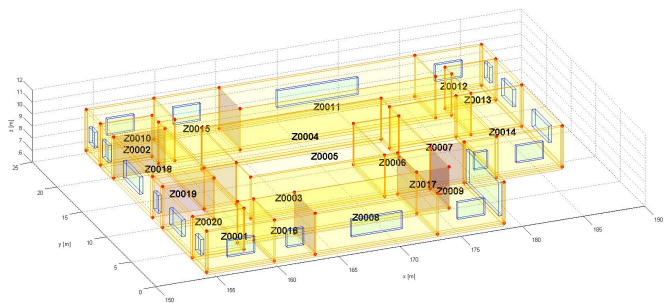 12
11
10
9
8
7
6
z [m]
25
20
15
10
5
0
y [m]
150
155
160
165
170
175
180
185
190
x [m]
Z0012
Z0013
Z0011
Z0014
Z0010
Z0015
Z0004
Z0002
Z0007
Z0005
Z0006
Z0018
Z0017
Z0009
Z0019
Z0003
Z0020
Z0008
Z0001
Z0016